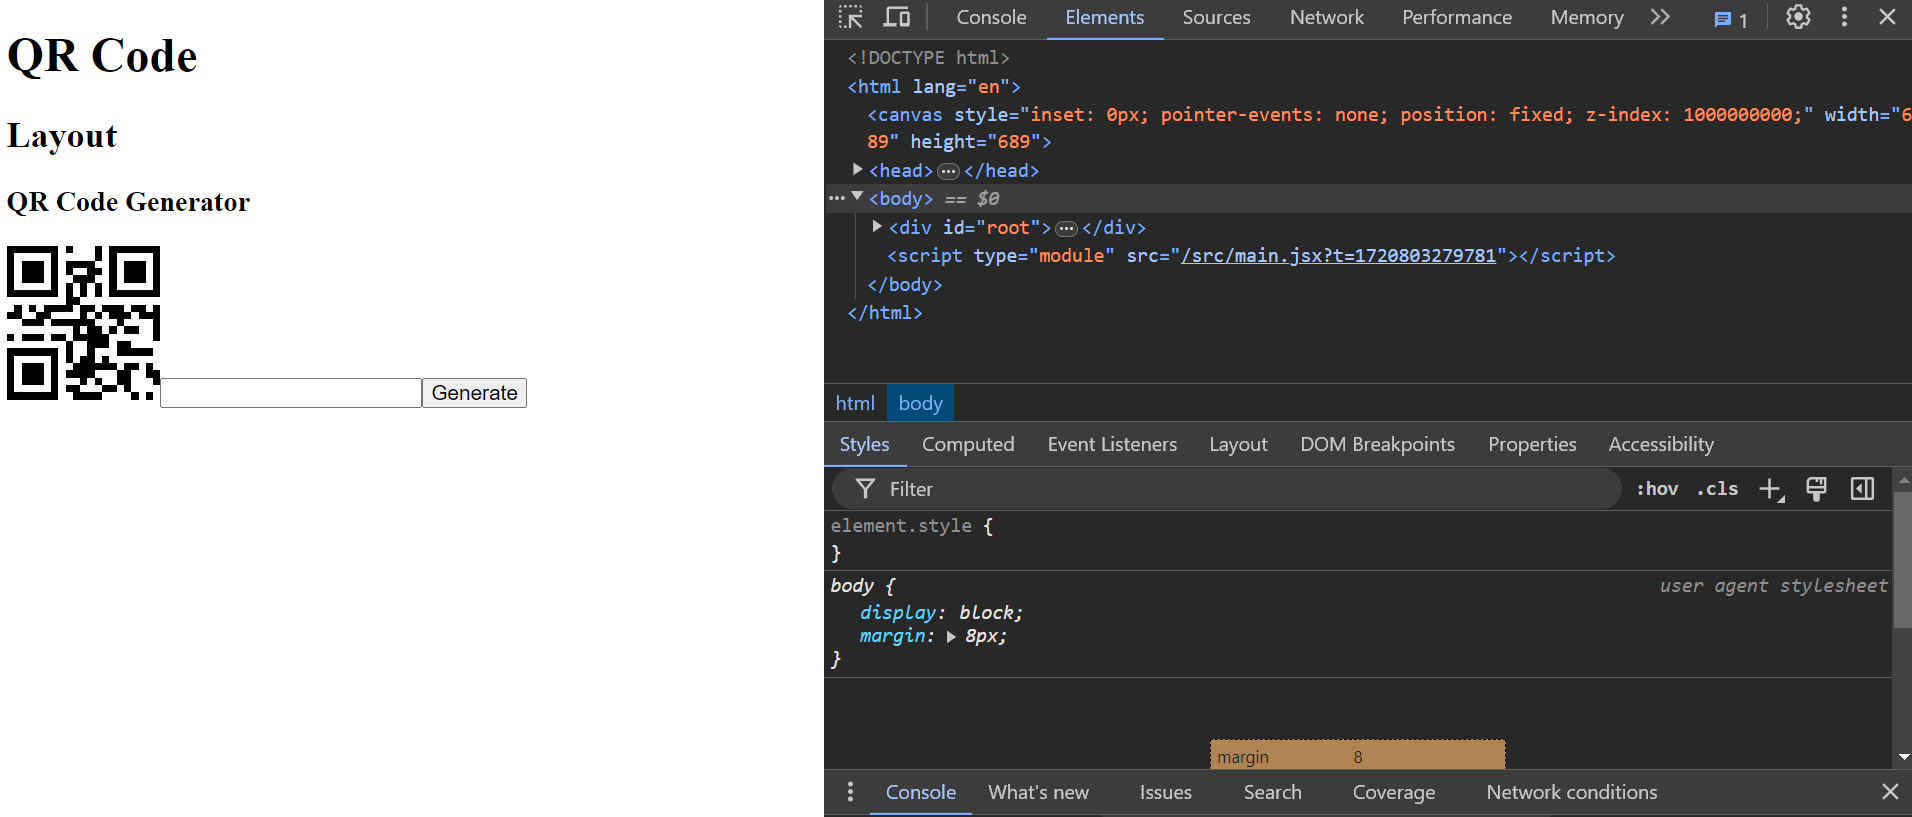 QR Code
Layout
QR Code Generator
Generate
Console Elements Sources Network Performance Memory 1
<!DOCTYPE html>
<html lang="en">
<canvas style="inset: 0px; pointer-events: none; position: fixed; z-index: 1000000000;" width="6
89" height="689">
<head> … </head>
… <body> == $0
<div id="root"> … </div>
<script type="module" src="/src/main.jsx?t=1720803279781"></script>
</body>
</html>
html body
Styles Computed Event Listeners Layout DOM Breakpoints Properties Accessibility
Filter :hov .cls
element.style {
}
body { user agent stylesheet
display: block;
margin: 8px;
}
margin 8
Console What's new Issues Search Coverage Network conditions